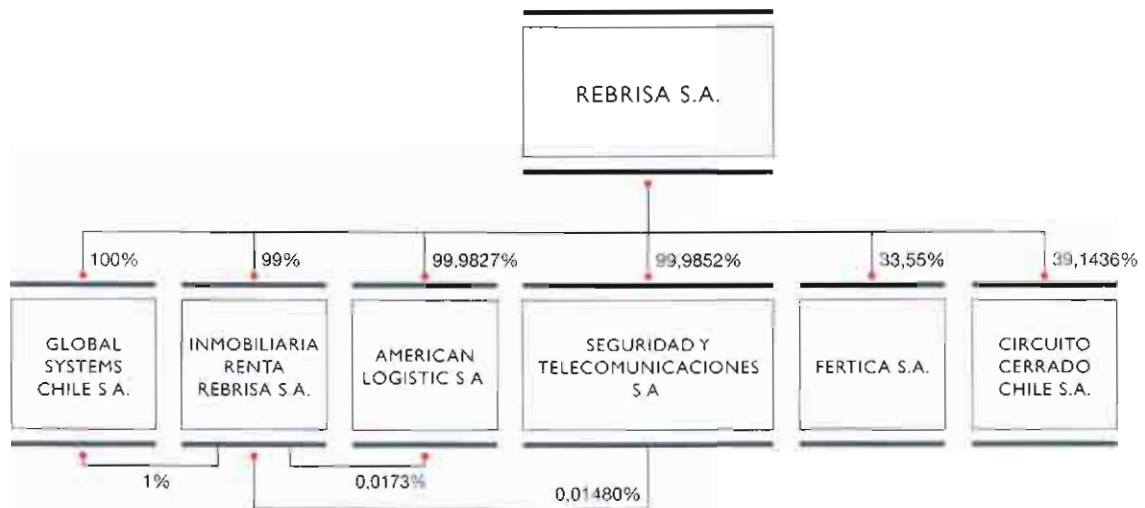 REBRISA S.A.
100%
99%
99,9827%
99,9852%
33,55%
39,1436%
GLOBAL
SYSTEMS
CHILE S A.
INMOBILIARIA
RENTA
REBRISA S.A.
AMERICAN
LOGISTIC S A
SEGURIDAD Y
TELECOMUNICACIONES
S A
FERTICA S.A.
CIRCUITO
CERRADO
CHILE S.A.
1%
0,0173%
0,01480%